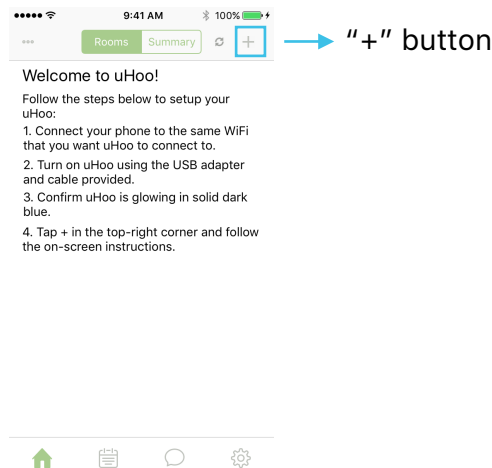 9:41 AM 100%
Rooms Summary
"+" button
Welcome to uHoo!
Follow the steps below to setup your
uHoo:
1. Connect your phone to the same WiFi
that you want uHoo to connect to.
2. Turn on uHoo using the USB adapter
and cable provided.
3. Confirm uHoo is glowing in solid dark
blue.
4. Tap + in the top-right corner and follow
the on-screen instructions.